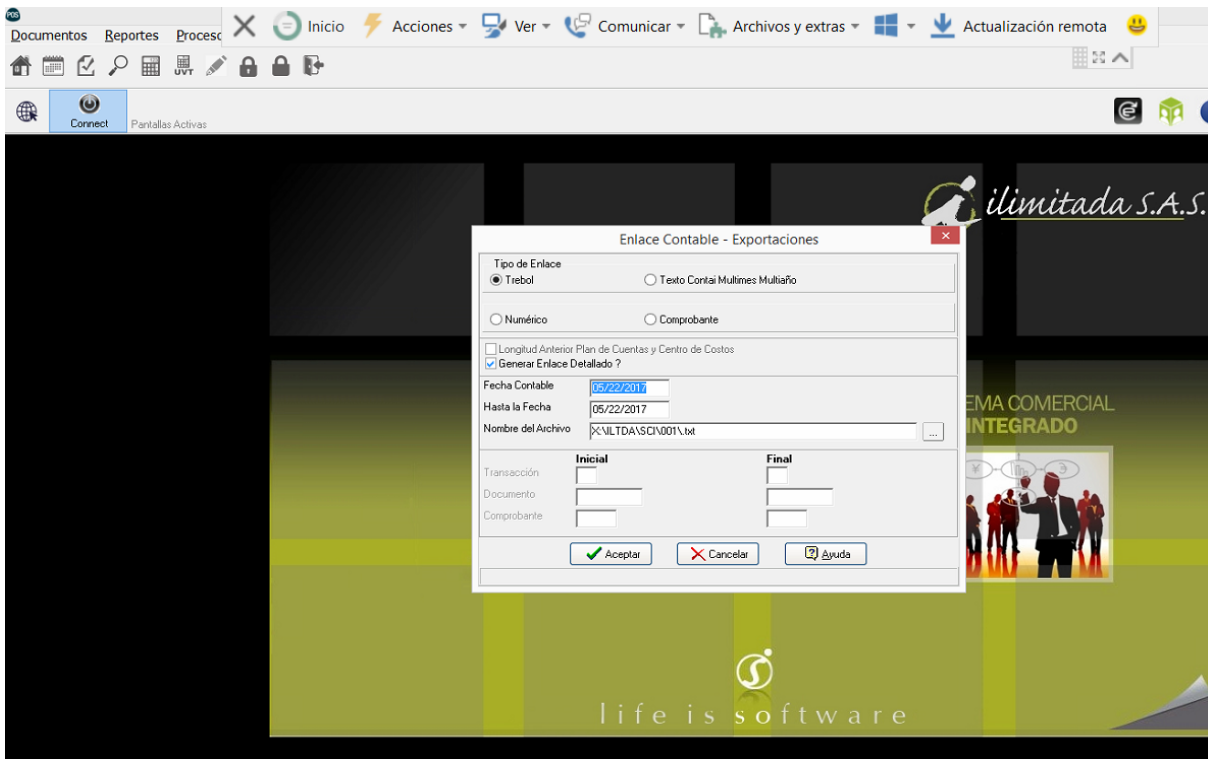 POS
Documentos Reportes Proceso
Inicio Acciones Ver Comunicar Archivos y extras Actualización remota
UVT
Connect Pantallas Activas
ilimitada S.A.S.
Enlace Contable - Exportaciones
Tipo de Enlace
Trebol Texto Contai Multimes Multiaño
Numérico Comprobante
Longitud Anterior Plan de Cuentas y Centro de Costos
Generar Enlace Detallado ?
Fecha Contable 05/22/2017
Hasta la Fecha 05/22/2017
Nombre del Archivo X:\ILTDA\SCI\001\.txt ...
Inicial Final
Transacción
Documento
Comprobante
Aceptar Cancelar Ayuda
EMA COMERCIAL
INTEGRADO
life is software